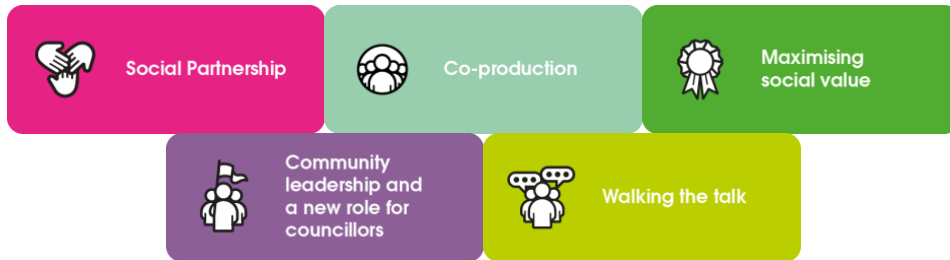 Social Partnership
Co-production
Maximising
social value
Community
leadership and
a new role for
councillors
Walking the talk